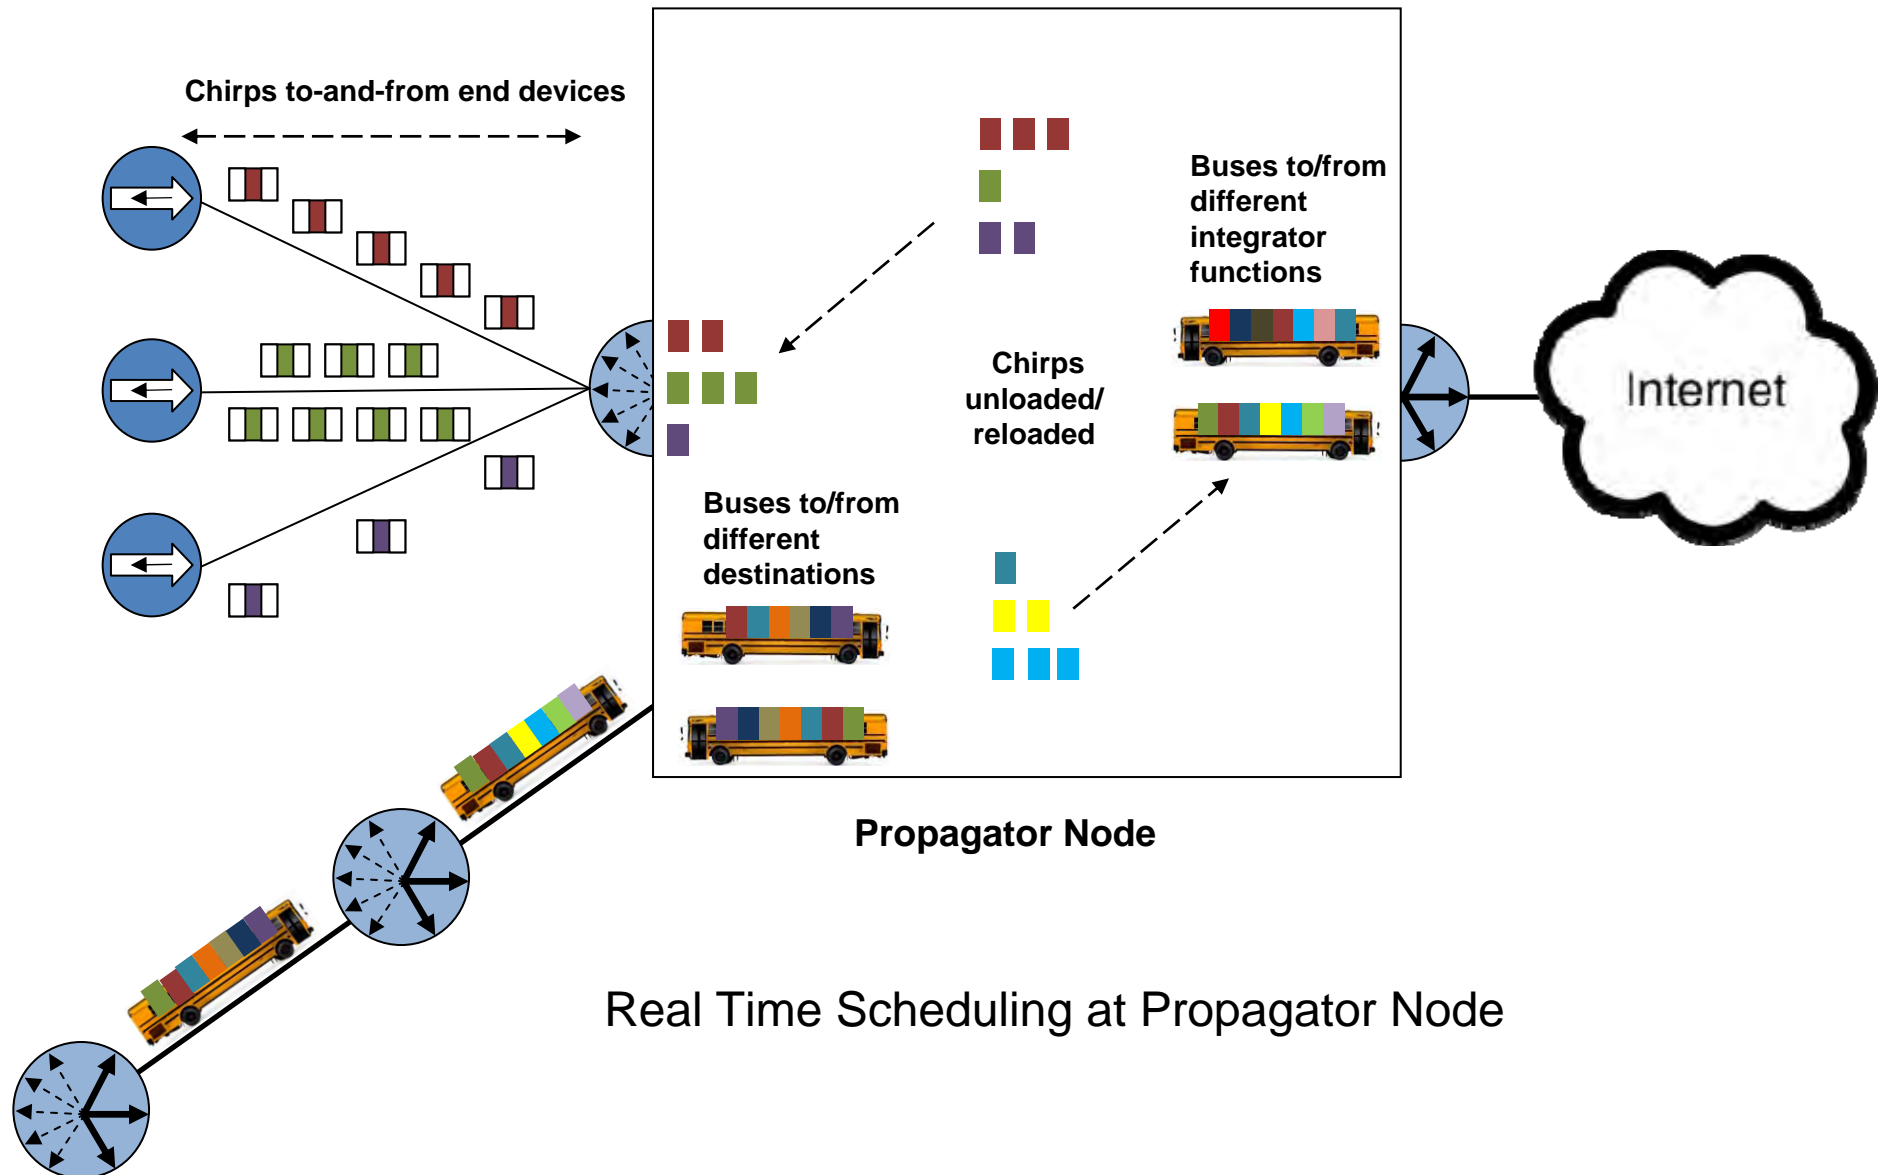 Chirps to-and-from end devices
Buses to/from
different
integrator
functions
Chirps
unloaded/
reloaded
Internet
Buses to/from
different
destinations
Propagator Node
Real Time Scheduling at Propagator Node